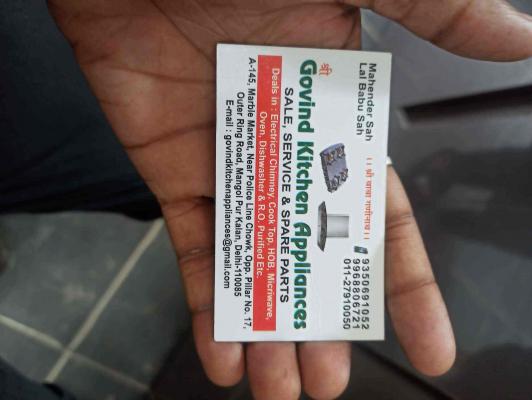 Mahender Sah
Lal Babu Sah
।। श्री बाबा गणीनाथ ।।
9350691052
9968806721
011-27910050
श्री
Govind Kitchen Appliances
SALE, SERVICE & SPARE PARTS
Deals in : Electrical Chimney, Cook Top, HOB, Micriwave,
Oven, Dishwasher & R.O. Purified Etc.
A-145, Marble Market, Near Police Line Chowk, Opp. Pillar No. 17,
Outer Ring Road, Mangol Pur Kalan, Delhi-110085
E-mail : govindkitchenappliances@gmail.com